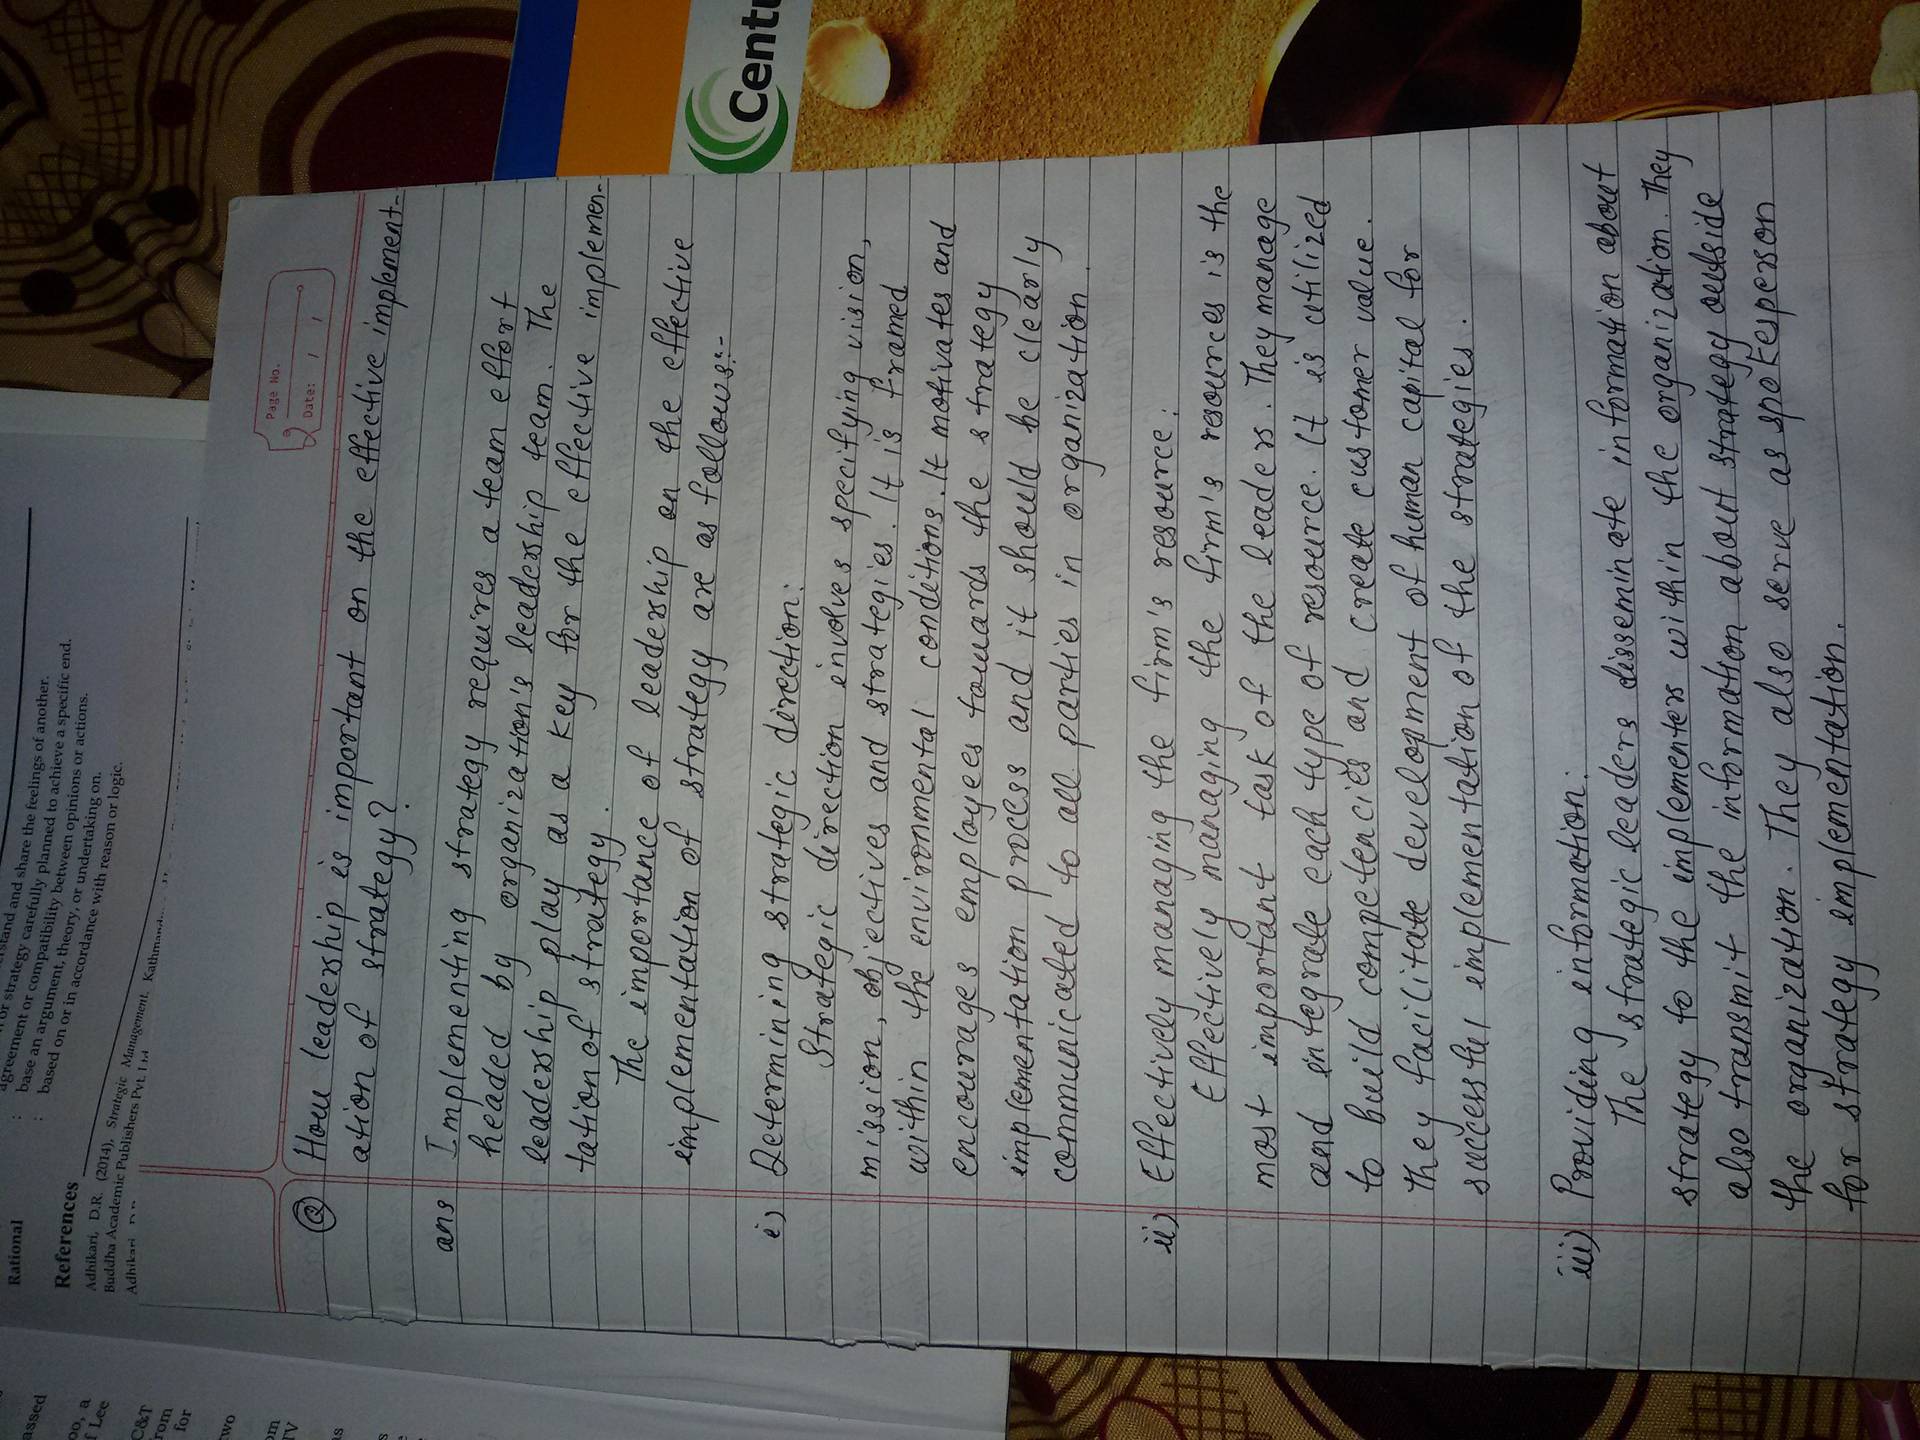 assed
oo, a
f Lee
C&T
rom
for
two
om
TV
as
Rational
References
stand and share the feelings of another.
or strategy carefully planned to achieve a specific end.
agreement or compatibility between opinions or actions.
base an argument, theory, or undertaking on.
based on or in accordance with reason or logic.
Adhikari, D.R. (2014), Strategic Management. Kathmandu
Buddha Academic Publishers Pvt. Ltd
Adhikari
Page No.
Date: / /
Q How leadership is important on the effective implement-
ation of strategy?
ans Implementing strategy requires a team effort
headed by organization's leadership team. The
leadership play as a key for the effective implemen-
tation of strategy.
The importance of leadership on the effective
implementation of strategy are as follows:-
i) Determining strategic direction:
Strategic direction involves specifying vision,
mission, objectives and strategies. It is framed
within the environmental conditions. It motivates and
encourages employees towards the strategy
implementation process and it should be clearly
communicated to all parties in organization.
ii) Effectively managing the firm's resource:
Effectively managing the firm's resources is the
most important task of the leaders. They manage
and integrate each type of resource. It is utilized
to build competencies and create customer value.
They facilitate development of human capital for
successful implementation of the strategies.
iii) Providing information:
The strategic leaders disseminate information about
strategy to the implementers within the organization. They
also transmit the information about strategy outside
the organization. They also serve as spokesperson
for strategy implementation.
Centu